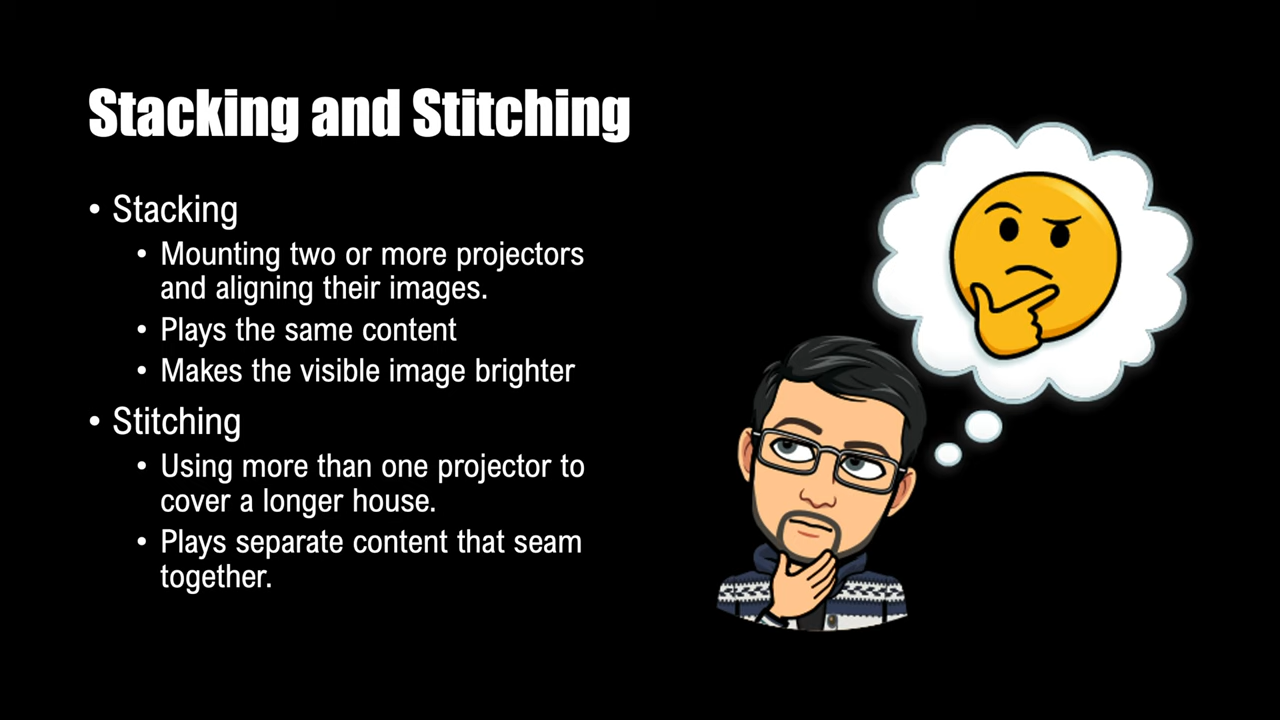 Stacking and Stitching
• Stacking
• Mounting two or more projectors
and aligning their images.
• Plays the same content
• Makes the visible image brighter
• Stitching
• Using more than one projector to
cover a longer house.
• Plays separate content that seam
together.